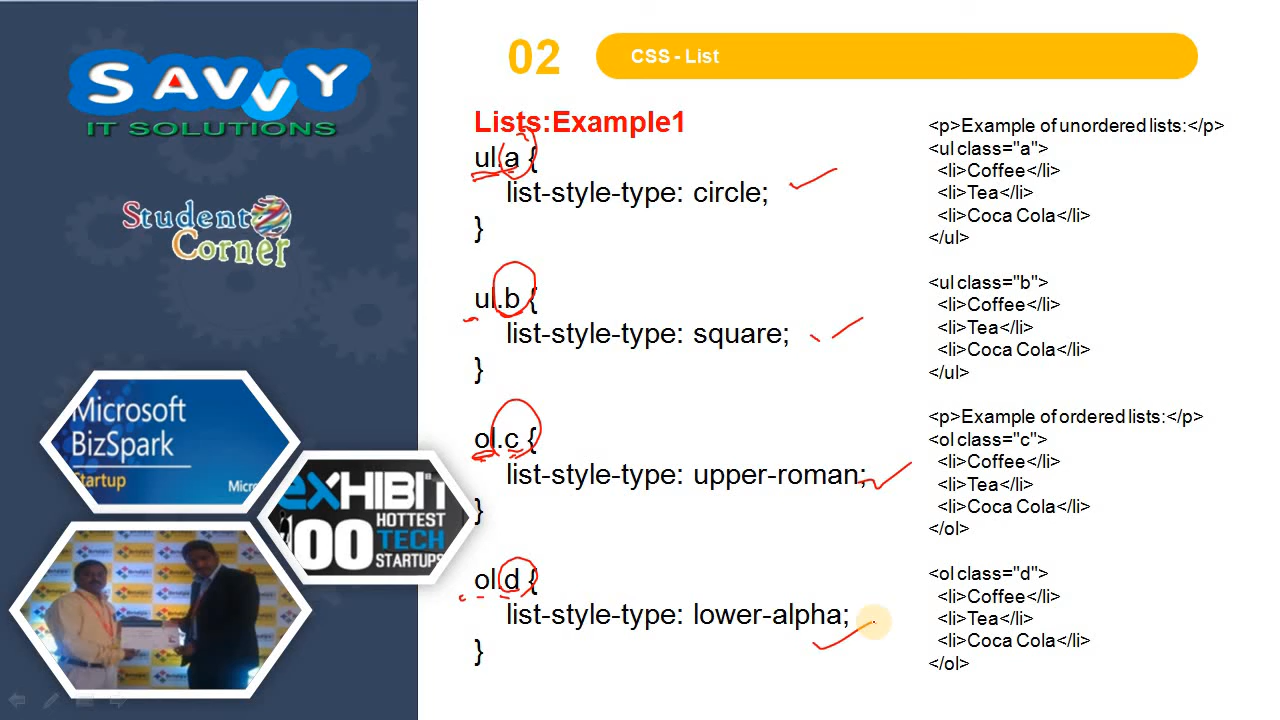 SAVVY
IT SOLUTIONS
Student
Corner
Microsoft
BizSpark
Startup
Micros
eXHIBIT
100
HOTTEST
TECH
STARTUPS
02
CSS - List
Lists:Example1
ul.a {
list-style-type: circle;
}
ul.b {
list-style-type: square;
}
ol.c {
list-style-type: upper-roman;
}
ol.d {
list-style-type: lower-alpha;
}
<p>Example of unordered lists:</p>
<ul class="a">
<li>Coffee</li>
<li>Tea</li>
<li>Coca Cola</li>
</ul>
<ul class="b">
<li>Coffee</li>
<li>Tea</li>
<li>Coca Cola</li>
</ul>
<p>Example of ordered lists:</p>
<ol class="c">
<li>Coffee</li>
<li>Tea</li>
<li>Coca Cola</li>
</ol>
<ol class="d">
<li>Coffee</li>
<li>Tea</li>
<li>Coca Cola</li>
</ol>